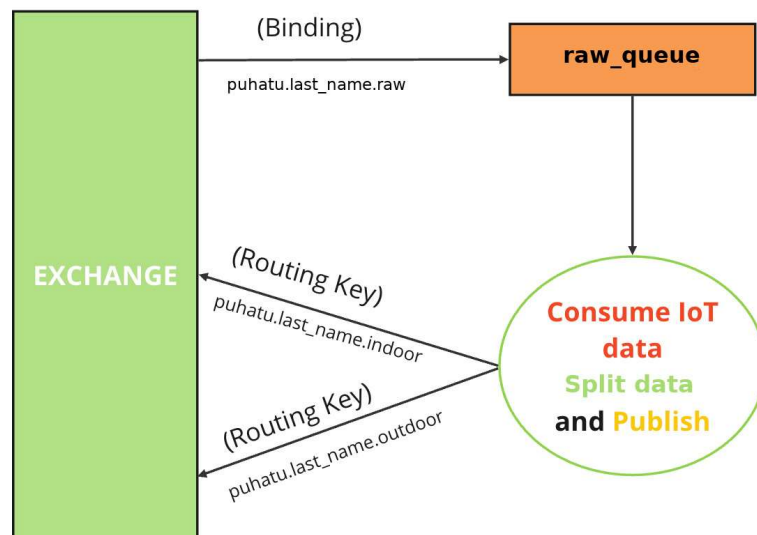 (Binding)
raw_queue
puhatu.last_name.raw
EXCHANGE
(Routing Key)
puhatu.last_name.indoor
(Routing Key)
puhatu.last_name.outdoor
Consume IoT
data
Split data
and Publish